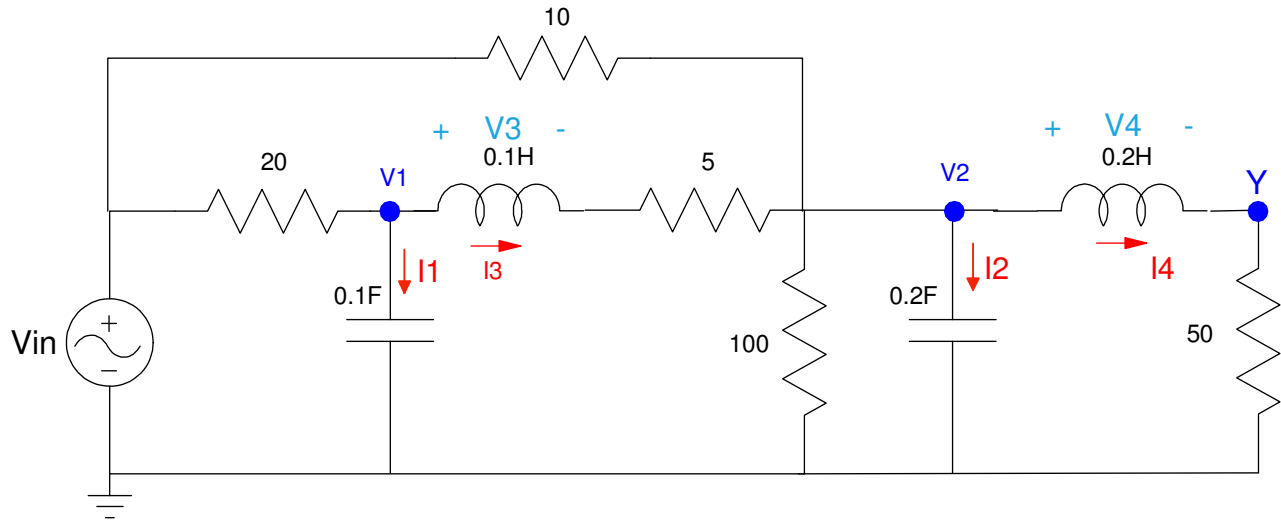 10
+ V3 -
+ V4 -
20
0.1H
5
0.2H
V1
V2
Y
I1
I3
I2
I4
0.1F
0.2F
Vin
+
−
100
50